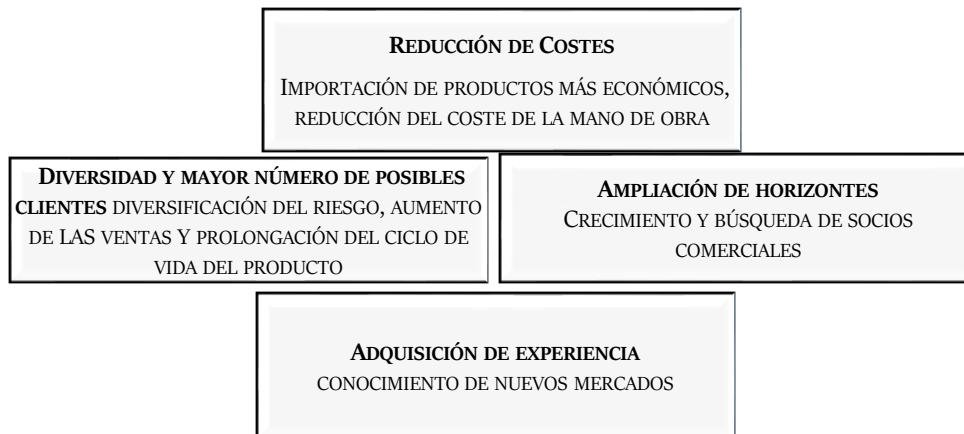 REDUCCIÓN DE COSTES
IMPORTACIÓN DE PRODUCTOS MÁS ECONÓMICOS,
REDUCCIÓN DEL COSTE DE LA MANO DE OBRA
DIVERSIDAD Y MAYOR NÚMERO DE POSIBLES
CLIENTES DIVERSIFICACIÓN DEL RIESGO, AUMENTO
DE LAS VENTAS Y PROLONGACIÓN DEL CICLO DE
VIDA DEL PRODUCTO
AMPLIACIÓN DE HORIZONTES
CRECIMIENTO Y BÚSQUEDA DE SOCIOS
COMERCIALES
ADQUISICIÓN DE EXPERIENCIA
CONOCIMIENTO DE NUEVOS MERCADOS